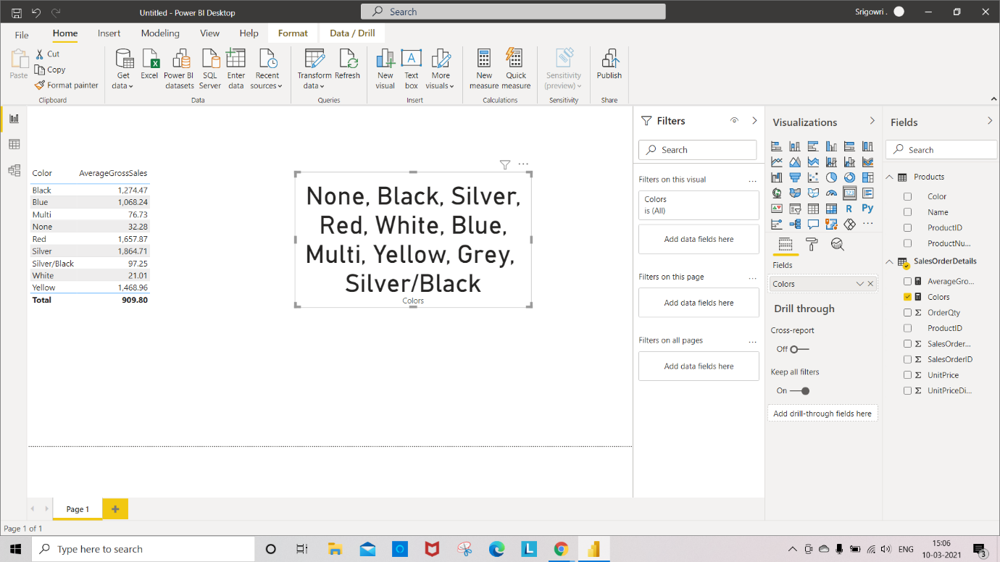 Untitled - Power BI Desktop
Search
Srigowri .
File
Home
Insert
Modeling
View
Help
Format
Data / Drill
Paste
Cut
Copy
Format painter
Clipboard
Get data
Excel
Power BI datasets
SQL Server
Enter data
Recent sources
Data
Transform data
Refresh
Queries
New visual
Text box
More visuals
Insert
New measure
Quick measure
Calculations
Sensitivity (preview)
Sensitivity
Publish
Share
Color AverageGrossSales
Black 1,274.47
Blue 1,068.24
Multi 76.73
None 32.28
Red 1,657.87
Silver 1,864.71
Silver/Black 97.25
White 21.01
Yellow 1,468.96
Total 909.80
None, Black, Silver,
Red, White, Blue,
Multi, Yellow, Grey,
Silver/Black
Colors
Filters
Search
Filters on this visual ...
Colors
is (All)
Add data fields here
Filters on this page ...
Add data fields here
Filters on all pages ...
Add data fields here
Visualizations
R
Py
123
A
...
Fields
Colors
Drill through
Cross-report
Off
Keep all filters
On
Add drill-through fields here
Fields
Search
Products
Color
Name
ProductID
ProductNu...
SalesOrderDetails
AverageGro...
Colors
Σ OrderQty
ProductID
Σ SalesOrder...
Σ SalesOrderID
Σ UnitPrice
Σ UnitPriceDi...
Page 1
+
Page 1 of 1
Type here to search
L
ENG
15:06
10-03-2021
3